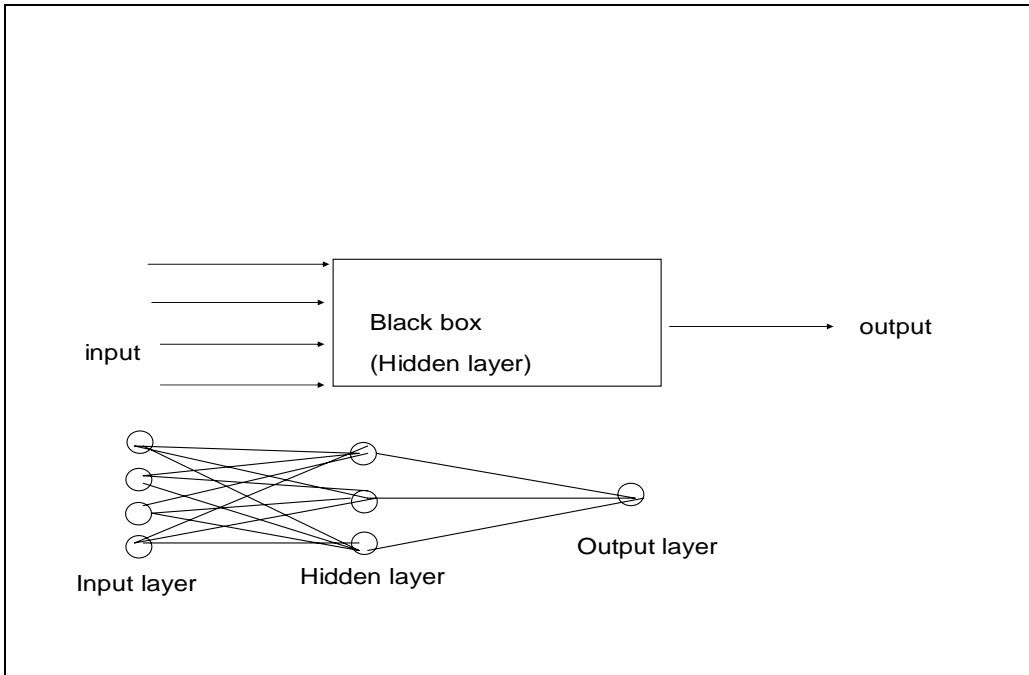 input
Black box
(Hidden layer)
output
Input layer
Hidden layer
Output layer